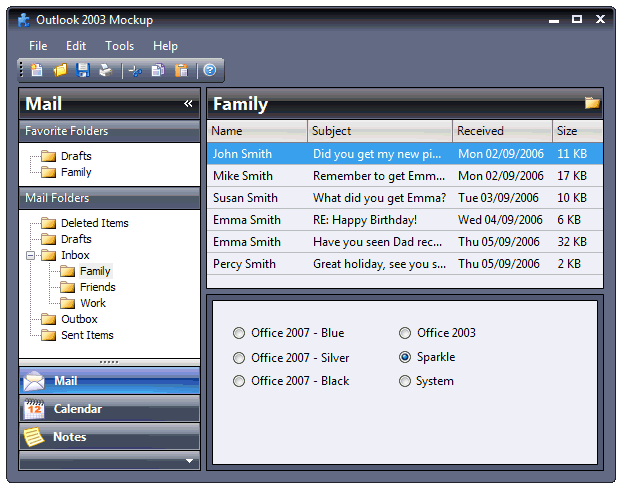 Outlook 2003 Mockup
File Edit Tools Help
Mail «
Favorite Folders
Drafts
Family
Mail Folders
Deleted Items
Drafts
Inbox
Family
Friends
Work
Outbox
Sent Items
Mail
12
Calendar
Notes
Family
Name Subject Received Size
John Smith Did you get my new pi... Mon 02/09/2006 11 KB
Mike Smith Remember to get Emm... Mon 02/09/2006 17 KB
Susan Smith What did you get Emma? Tue 03/09/2006 10 KB
Emma Smith RE: Happy Birthday! Wed 04/09/2006 6 KB
Emma Smith Have you seen Dad rec... Thu 05/09/2006 32 KB
Percy Smith Great holiday, see you s... Thu 05/09/2006 2 KB
Office 2007 - Blue Office 2003
Office 2007 - Silver Sparkle
Office 2007 - Black System